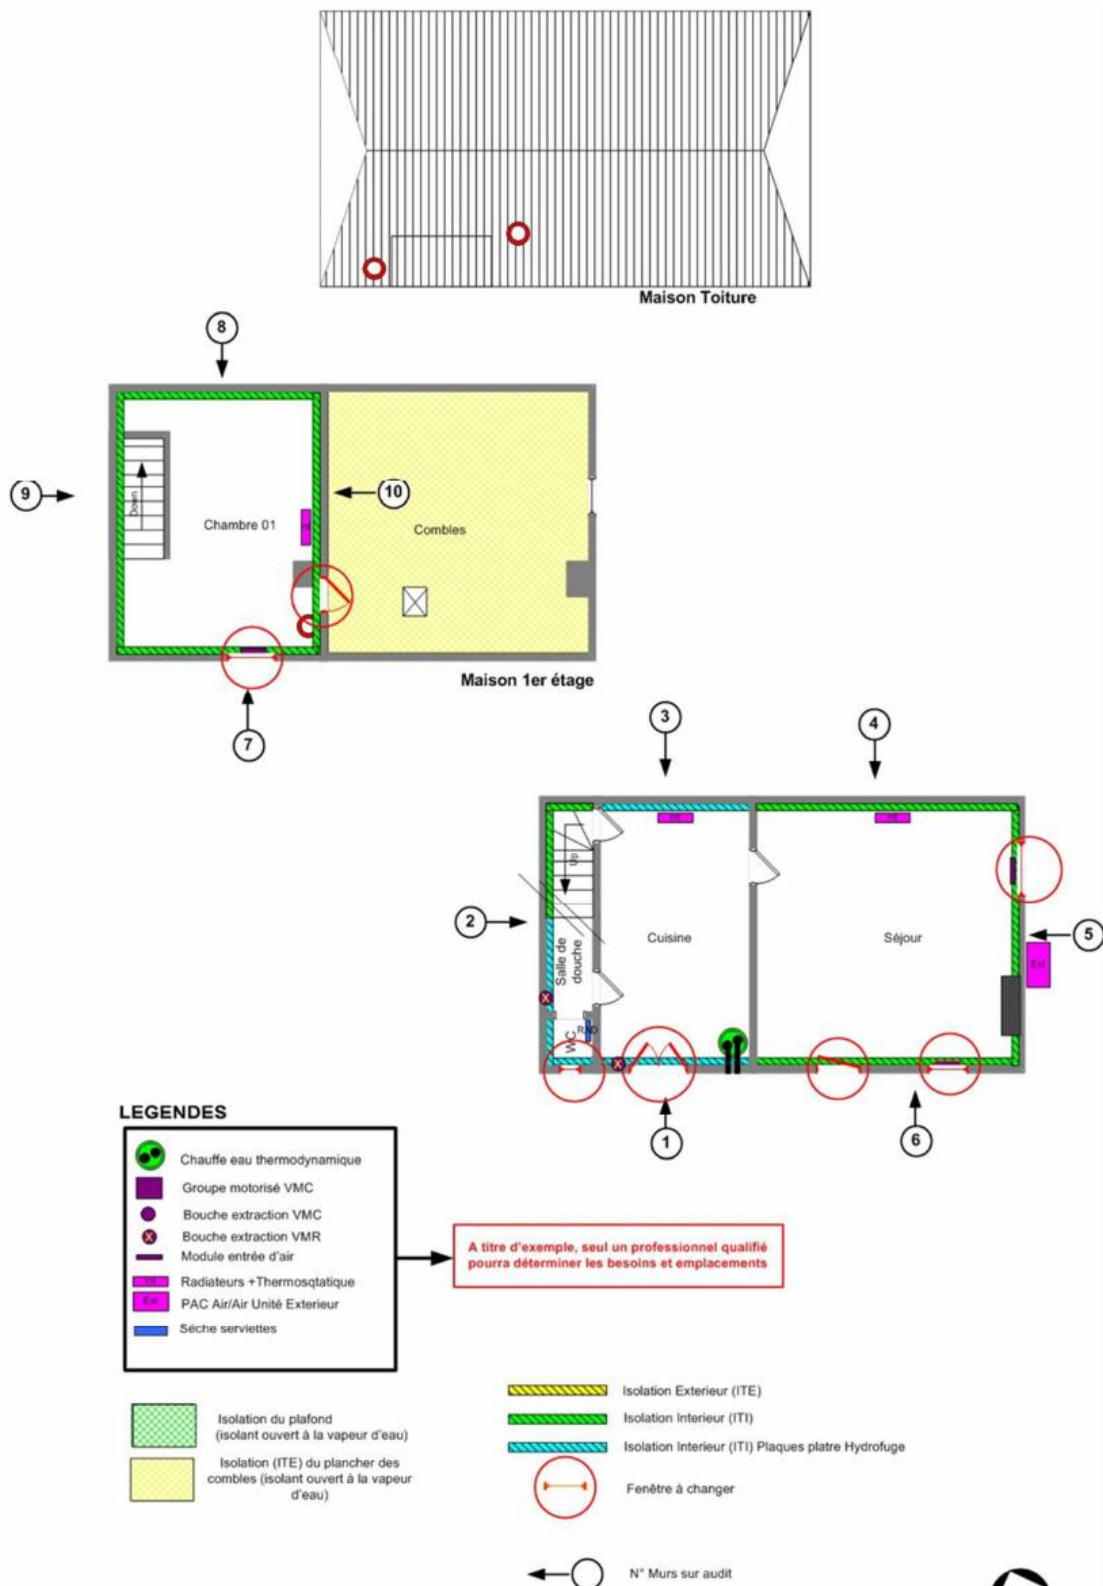 Maison Toiture
8
9
Down
Chambre 01
10
Combles
Maison 1er étage
7
3
4
2
Up
Salle de
douche
WC
Cuisine
Séjour
5
Ext
1
6
LEGENDES
Chauffe eau thermodynamique
Groupe motorisé VMC
Bouche extraction VMC
X Bouche extraction VMR
Module entrée d'air
Radiateurs +Thermosqtatique
Ext PAC Air/Air Unité Exterieur
Séche serviettes
A titre d'exemple, seul un professionnel qualifié
pourra déterminer les besoins et emplacements
Isolation du plafond
(isolant ouvert à la vapeur d'eau)
Isolation (ITE) du plancher des
combles (isolant ouvert à la vapeur
d'eau)
Isolation Exterieur (ITE)
Isolation Interieur (ITI)
Isolation Interieur (ITI) Plaques platre Hydrofuge
Fenêtre à changer
N° Murs sur audit